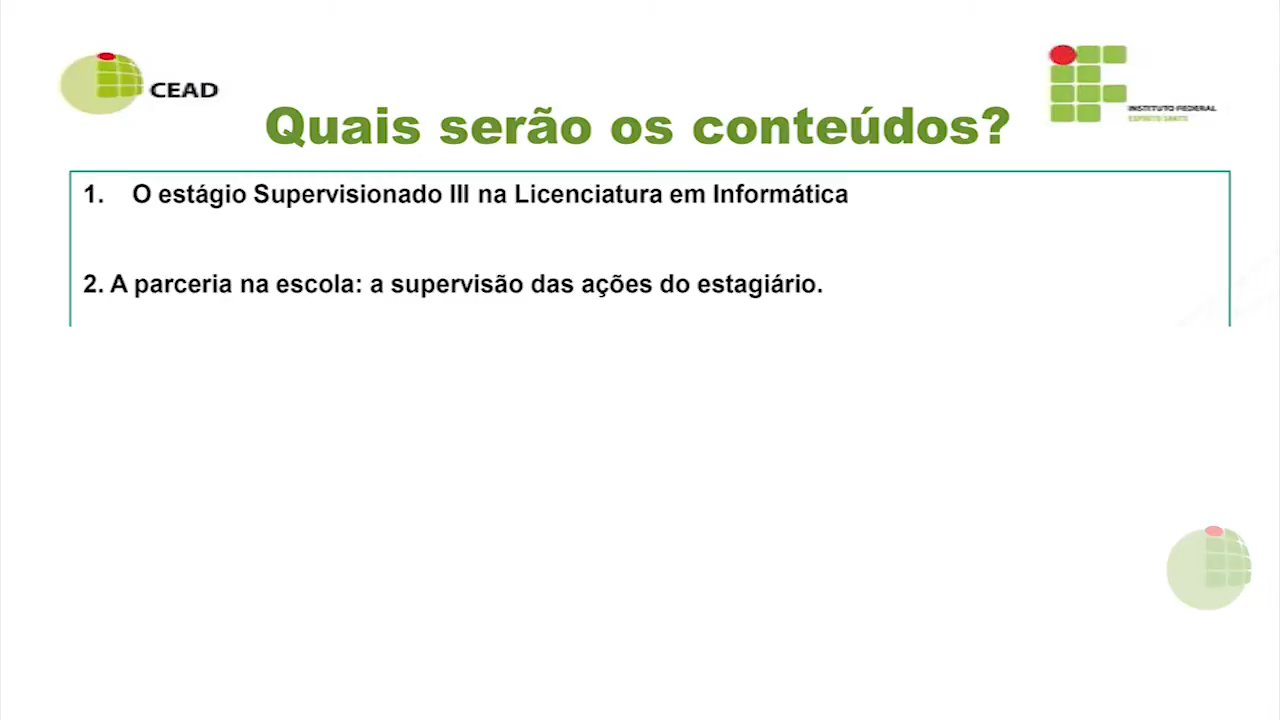 CEAD
INSTITUTO FEDERAL
ESPÍRITO SANTO
Quais serão os conteúdos?
1. O estágio Supervisionado III na Licenciatura em Informática
2. A parceria na escola: a supervisão das ações do estagiário.